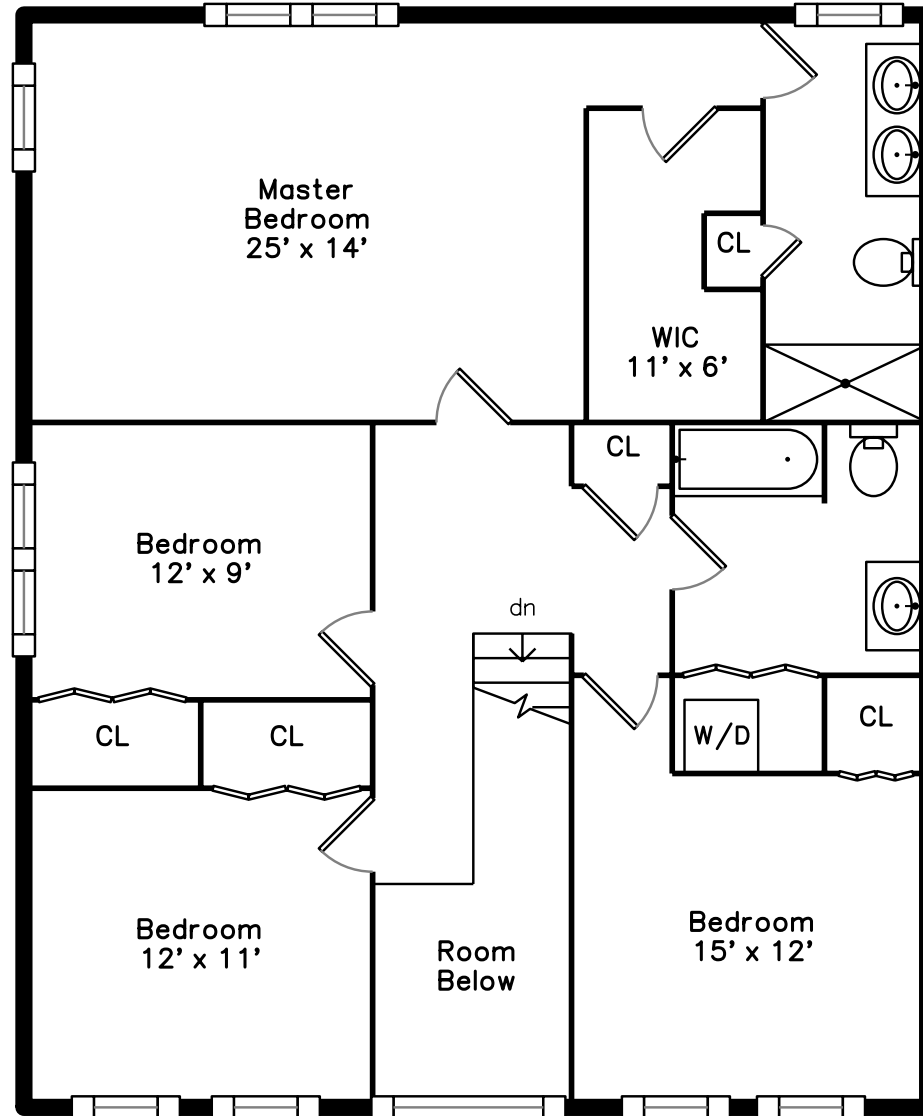 Master
Bedroom
25' x 14'
CL
WIC
11' x 6'
CL
Bedroom
12' x 9'
dn
CL
CL
W/D
CL
Bedroom
12' x 11'
Room
Below
Bedroom
15' x 12'